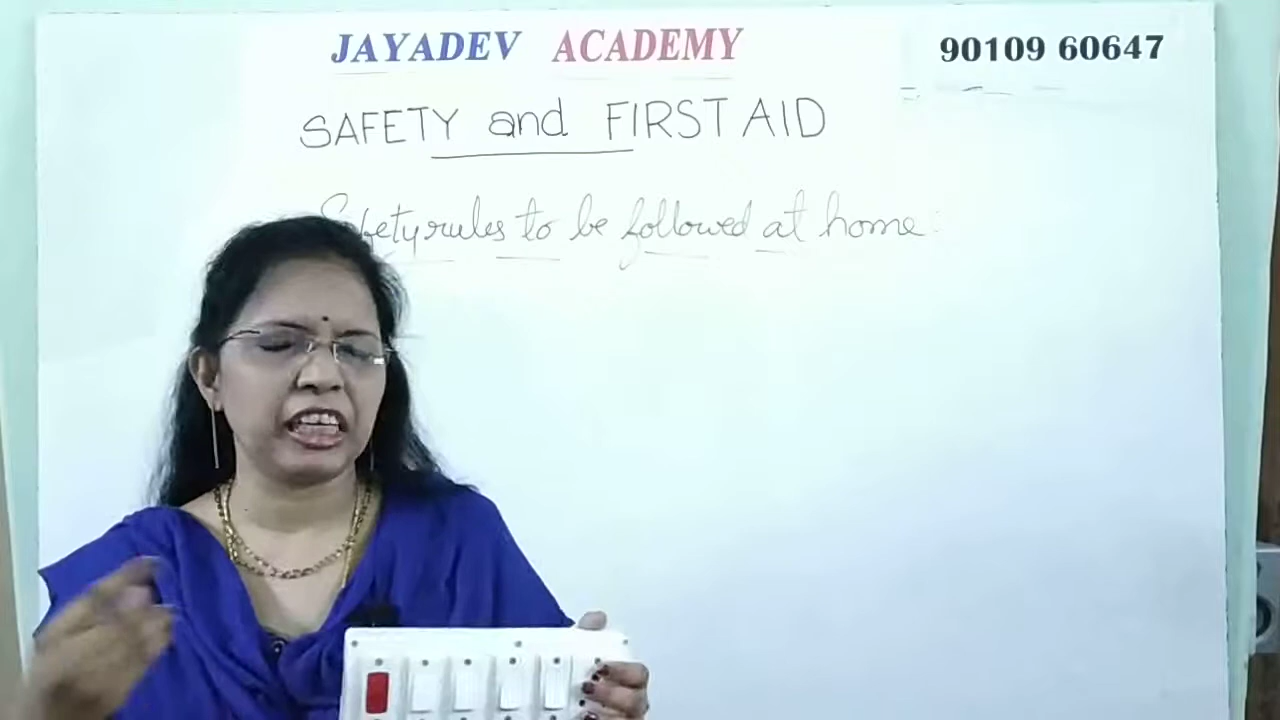 JAYADEV ACADEMY
90109 60647
SAFETY and FIRST AID
Safety rules to be followed at home: